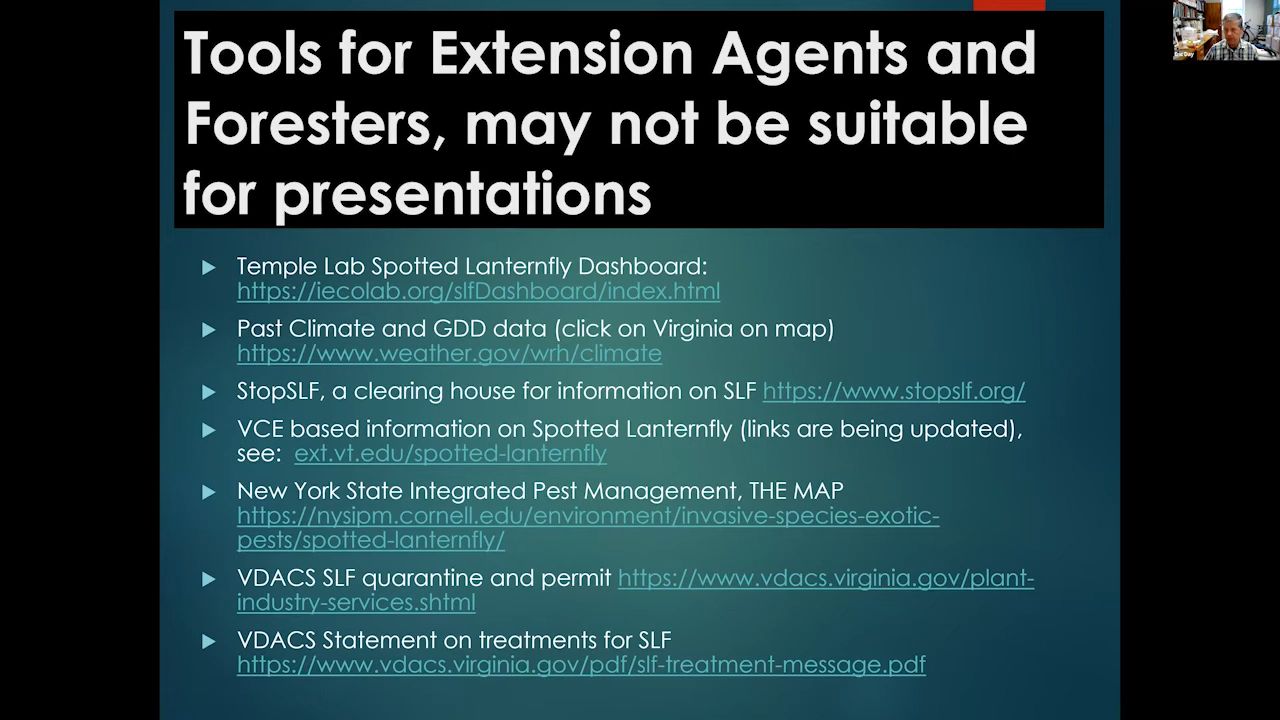 Tools for Extension Agents and
Foresters, may not be suitable
for presentations
Temple Lab Spotted Lanternfly Dashboard:
https://iecolab.org/slfDashboard/index.html
Past Climate and GDD data (click on Virginia on map)
https://www.weather.gov/wrh/climate
StopSLF, a clearing house for information on SLF https://www.stopslf.org/
VCE based information on Spotted Lanternfly (links are being updated),
see: ext.vt.edu/spotted-lanternfly
New York State Integrated Pest Management, THE MAP
https://nysipm.cornell.edu/environment/invasive-species-exotic-
pests/spotted-lanternfly/
VDACS SLF quarantine and permit https://www.vdacs.virginia.gov/plant-
industry-services.shtml
VDACS Statement on treatments for SLF
https://www.vdacs.virginia.gov/pdf/slf-treatment-message.pdf
Day